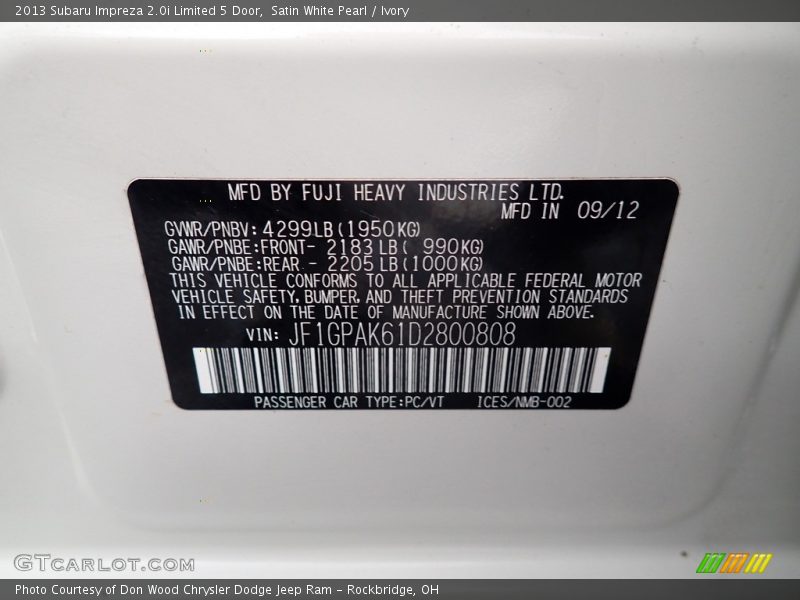 2013 Subaru Impreza 2.0i Limited 5 Door,  Satin White Pearl / Ivory
MFD BY FUJI HEAVY INDUSTRIES LTD.
MFD IN 09/12
GVWR/PNBV: 4299LB(1950KG)
GAWR/PNBE:FRONT- 2183LB( 990KG)
GAWR/PNBE:REAR - 2205LB(1000KG)
THIS VEHICLE CONFORMS TO ALL APPLICABLE FEDERAL MOTOR
VEHICLE SAFETY, BUMPER, AND THEFT PREVENTION STANDARDS
IN EFFECT ON THE DATE OF MANUFACTURE SHOWN ABOVE.
VIN: JF1GPAK61D2800808
PASSENGER CAR TYPE:PC/VT ICES/NMB-002
GTCARLOT.COM
Photo Courtesy of Don Wood Chrysler Dodge Jeep Ram – Rockbridge, OH